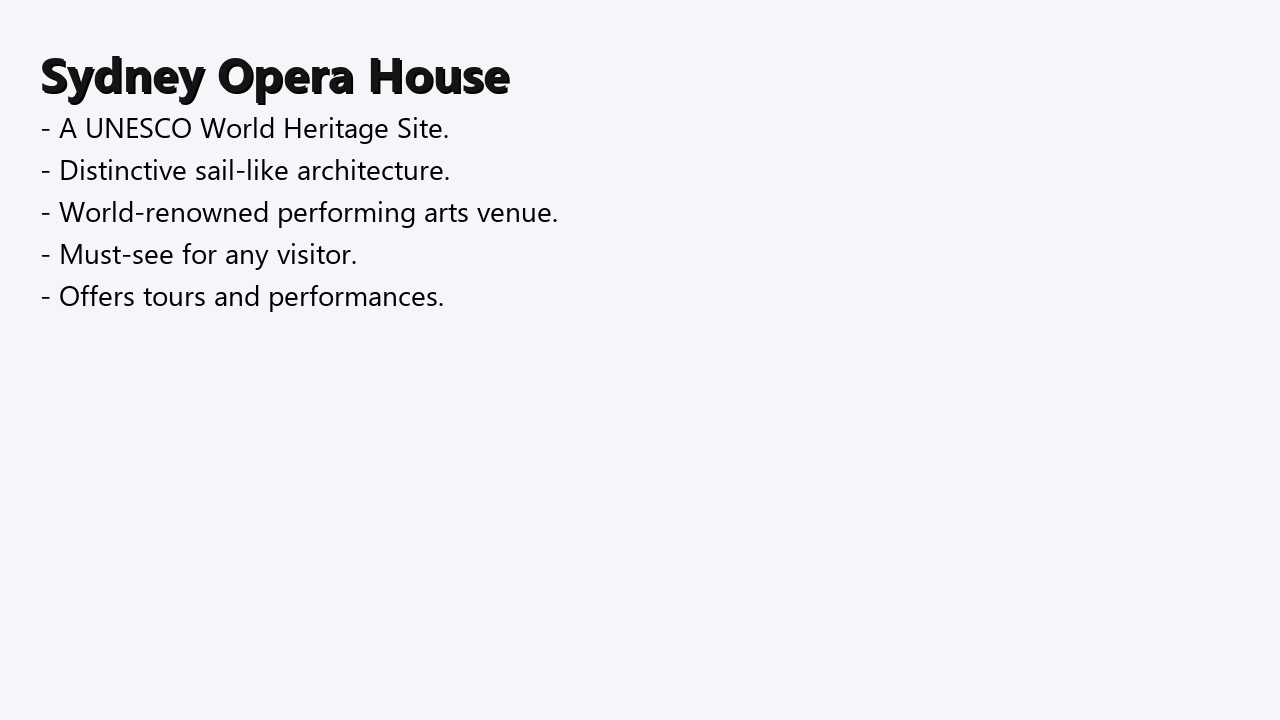 Sydney Opera House
- A UNESCO World Heritage Site.
- Distinctive sail-like architecture.
- World-renowned performing arts venue.
- Must-see for any visitor.
- Offers tours and performances.